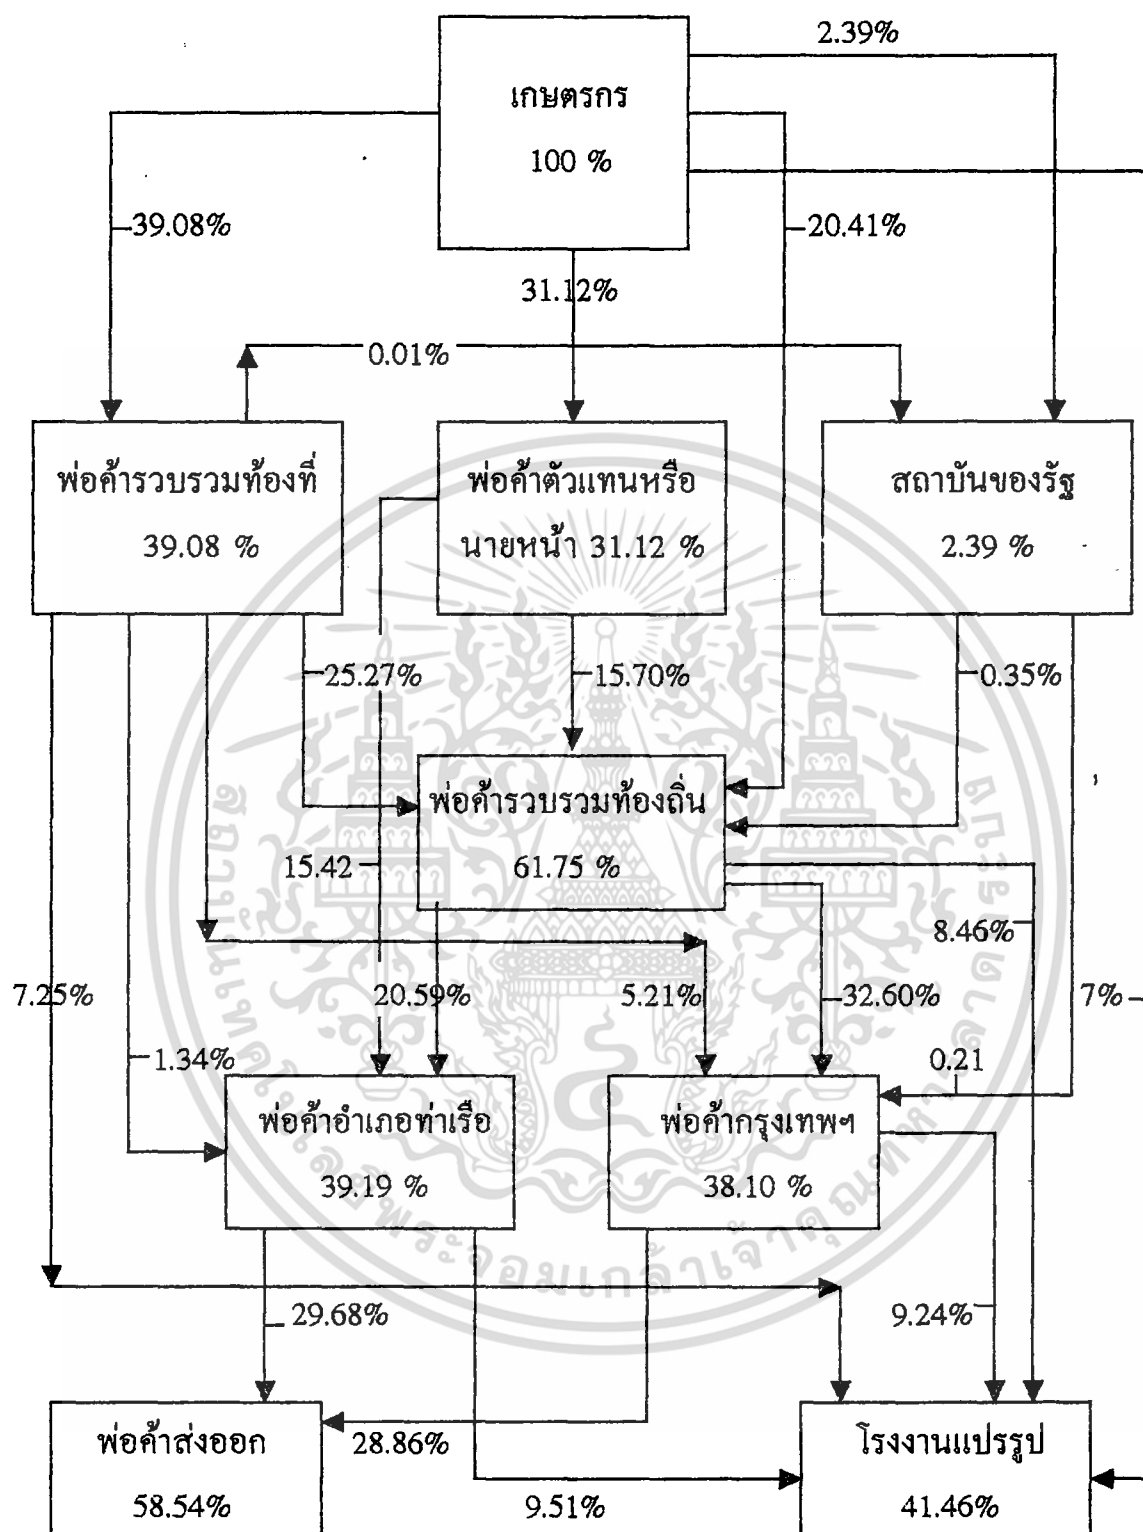 2.39%
เกษตรกร
100 %
39.08%
20.41%
31.12%
0.01%
พ่อค้ารวบรวมท้องที่
39.08 %
พ่อค้าตัวแทนหรือ
นายหน้า 31.12 %
สถาบันของรัฐ
2.39 %
25.27%
15.70%
0.35%
พ่อค้ารวบรวมท้องถิ่น
61.75 %
15.42
8.46%
7.25%
20.59%
5.21%
32.60%
7%
1.34%
0.21
พ่อค้าอำเภอท่าเรือ
39.19 %
พ่อค้ากรุงเทพฯ
38.10 %
29.68%
9.24%
พ่อค้าส่งออก
58.54%
28.86%
9.51%
โรงงานแปรรูป
41.46%